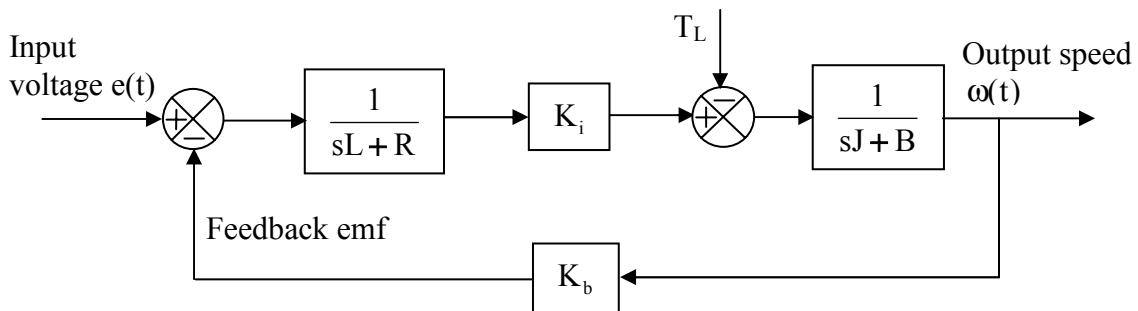 Input
voltage e(t)
+
−
1
sL + R
K_i
T_L
−
+
1
sJ + B
Output speed
ω(t)
Feedback emf
K_b